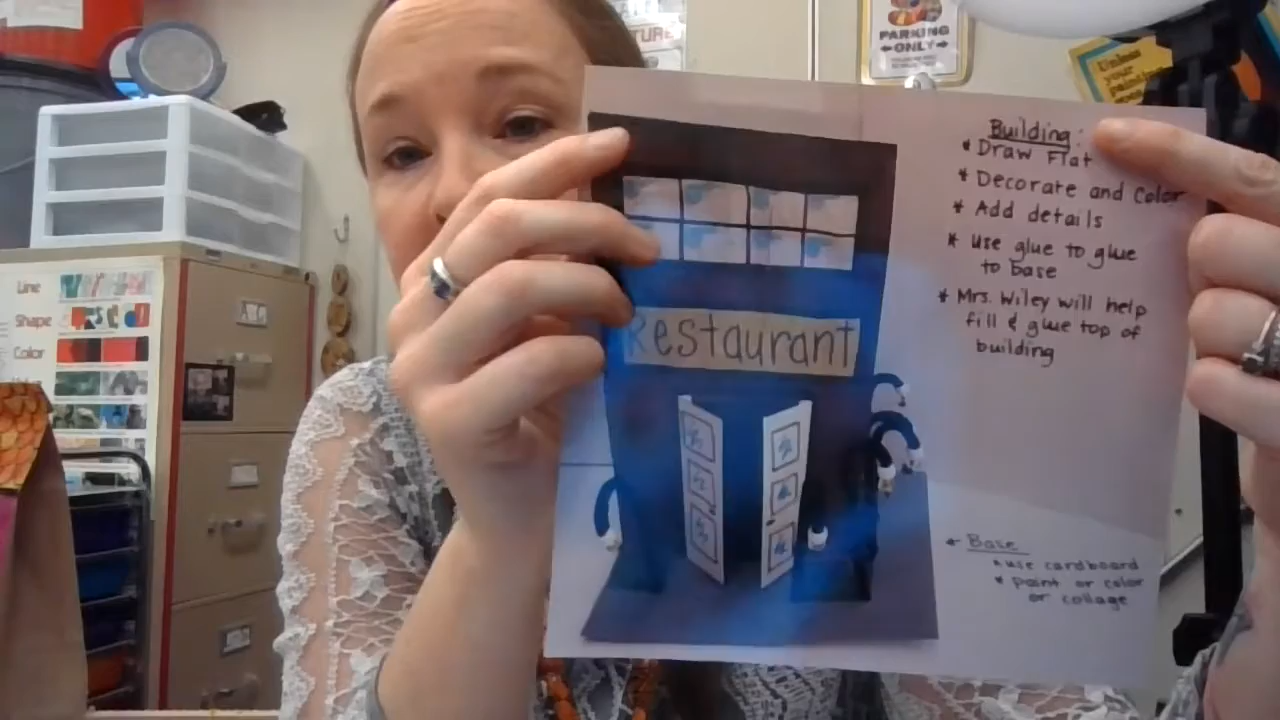 PARKING
ONLY
Line
Shape
Color
Art
Restaurant
Building:
* Draw Flat
* Decorate and Color
* Add details
* Use glue to glue
to base
* Mrs. Wiley will help
fill & glue top of
building
Base
* use cardboard
* paint or color
or collage